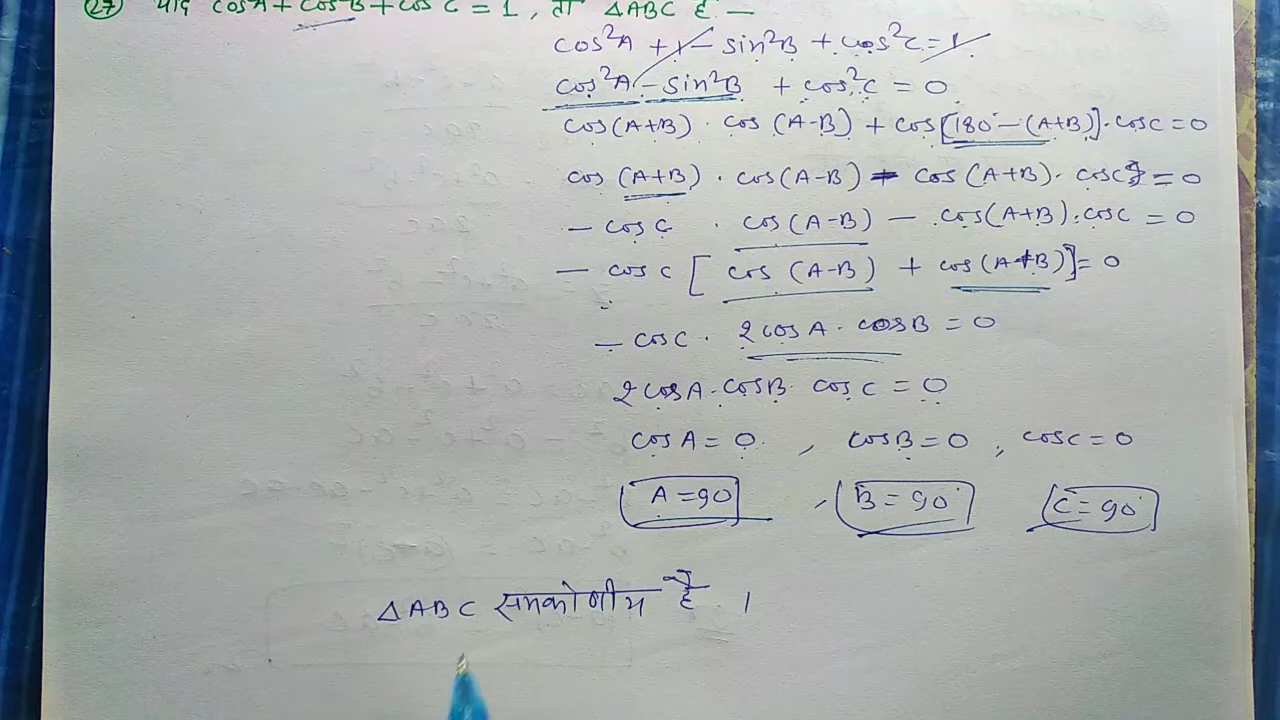 (27) यदि cos²A + cos²B + cos²C = 1, तो △ABC है —
cos²A + 1 - sin²B + cos²C = 1
cos²A - sin²B + cos²C = 0
cos(A+B) · cos(A-B) + cos[180° - (A+B)] · cosC = 0
cos(A+B) · cos(A-B) - cos(A+B) · cosC} = 0
- cosC · cos(A-B) - cos(A+B) · cosC = 0
- cosC [cos(A-B) + cos(A+B)] = 0
- cosC · 2cosA · cosB = 0
2cosA · cosB · cosC = 0
cosA = 0, cosB = 0, cosC = 0
A = 90, B = 90°, C = 90°
△ABC समकोणीय है ।